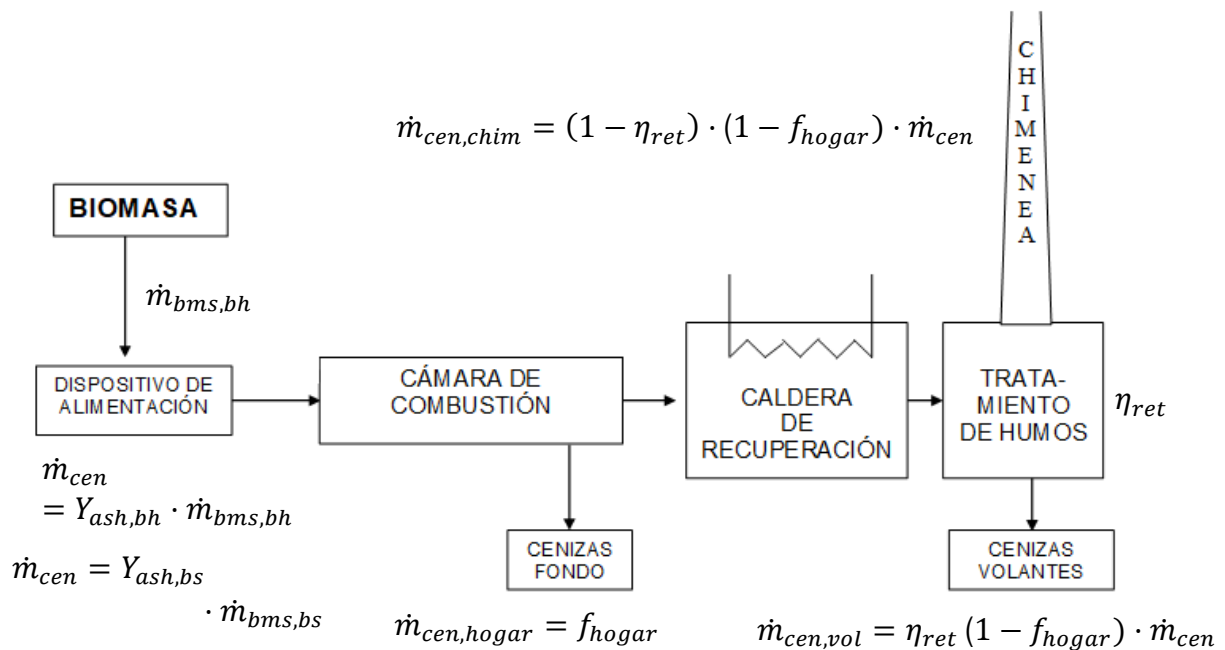 CHIMENEA
ṁ_{cen,chim} = (1 − η_{ret}) · (1 − f_{hogar}) · ṁ_{cen}
BIOMASA
ṁ_{bms,bh}
DISPOSITIVO DE
ALIMENTACIÓN
CÁMARA DE
COMBUSTIÓN
CALDERA
DE
RECUPERACIÓN
TRATA-
MIENTO
DE HUMOS
η_{ret}
ṁ_{cen}
= Y_{ash,bh} · ṁ_{bms,bh}
ṁ_{cen} = Y_{ash,bs}
· ṁ_{bms,bs}
CENIZAS
FONDO
ṁ_{cen,hogar} = f_{hogar}
CENIZAS
VOLANTES
ṁ_{cen,vol} = η_{ret} (1 − f_{hogar}) · ṁ_{cen}